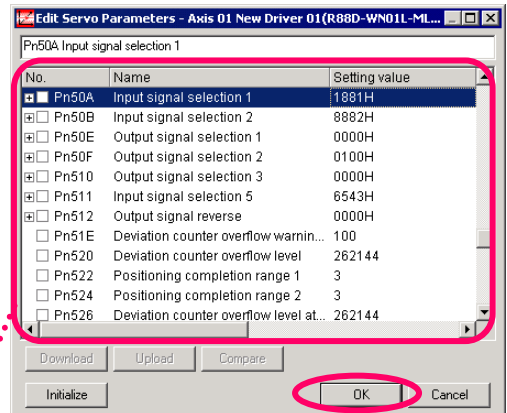 Edit Servo Parameters - Axis 01 New Driver 01(R88D-WN01L-ML...
Pn50A Input signal selection 1
No. Name Setting value
Pn50A Input signal selection 1 1881H
Pn50B Input signal selection 2 8882H
Pn50E Output signal selection 1 0000H
Pn50F Output signal selection 2 0100H
Pn510 Output signal selection 3 0000H
Pn511 Input signal selection 5 6543H
Pn512 Output signal reverse 0000H
Pn51E Deviation counter overflow warnin... 100
Pn520 Deviation counter overflow level 262144
Pn522 Positioning completion range 1 3
Pn524 Positioning completion range 2 3
Pn526 Deviation counter overflow level at... 262144
Download Upload Compare
Initialize OK Cancel